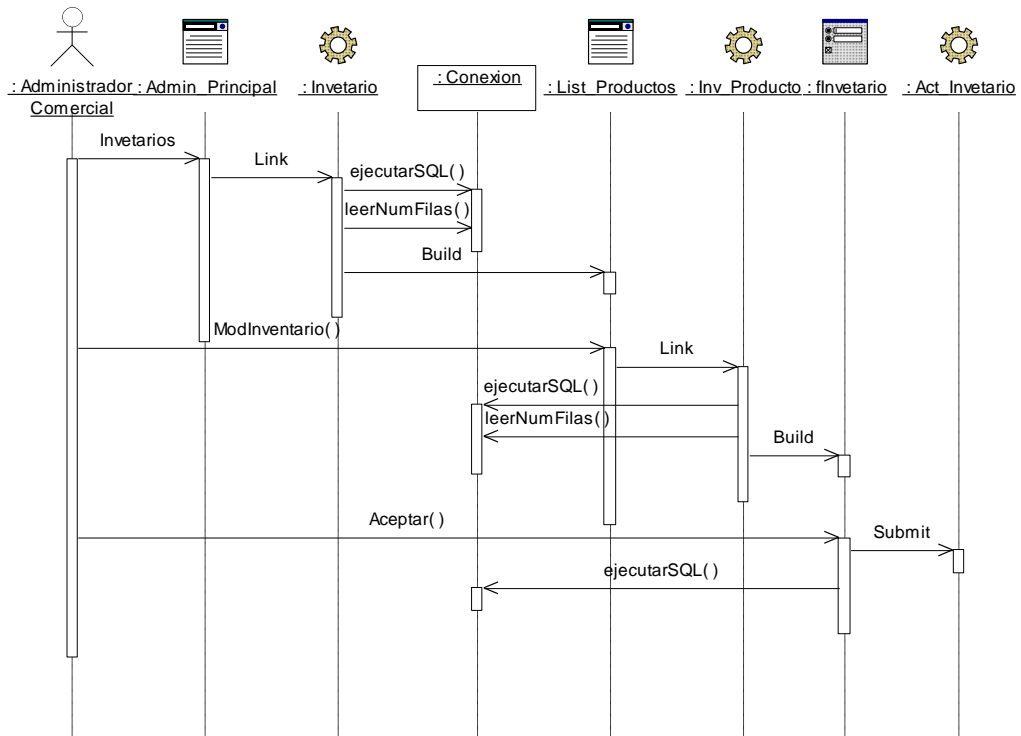 : Administrador
Comercial
: Admin_Principal
: Invetario
: Conexion
: List_Productos
: Inv_Producto
: fInvetario
: Act_Invetario
Invetarios
Link
ejecutarSQL( )
leerNumFilas( )
Build
ModInventario( )
Link
ejecutarSQL( )
leerNumFilas( )
Build
Aceptar( )
Submit
ejecutarSQL( )